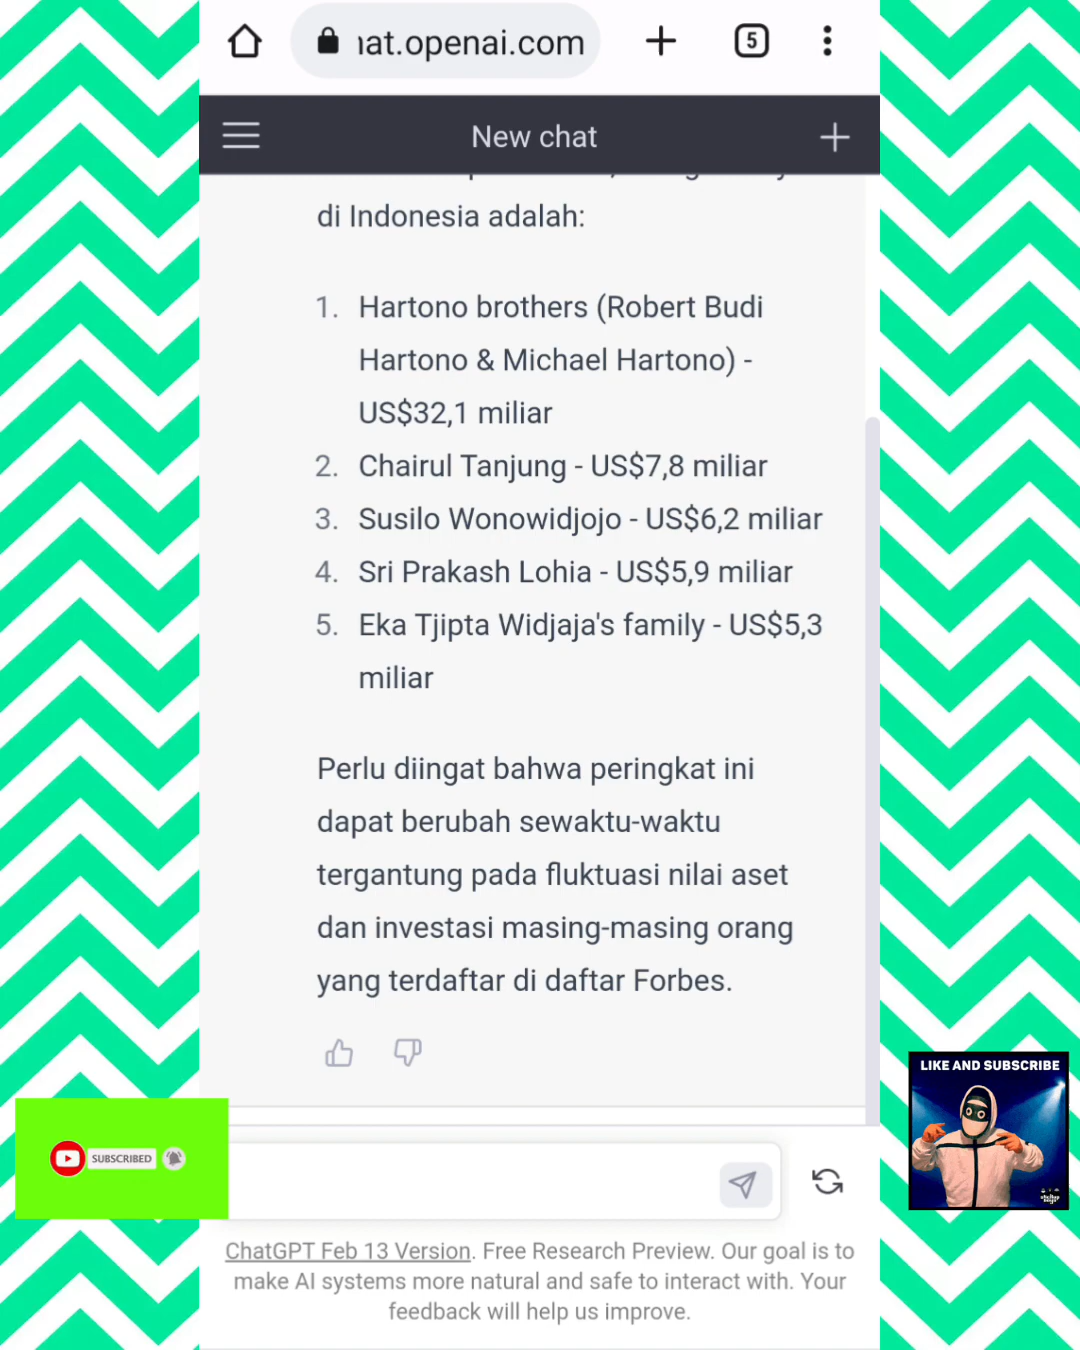 nat.openai.com
5
New chat
di Indonesia adalah:
1. Hartono brothers (Robert Budi
Hartono & Michael Hartono) -
US$32,1 miliar
2. Chairul Tanjung - US$7,8 miliar
3. Susilo Wonowidjojo - US$6,2 miliar
4. Sri Prakash Lohia - US$5,9 miliar
5. Eka Tjipta Widjaja's family - US$5,3
miliar
Perlu diingat bahwa peringkat ini
dapat berubah sewaktu-waktu
tergantung pada fluktuasi nilai aset
dan investasi masing-masing orang
yang terdaftar di daftar Forbes.
LIKE AND SUBSCRIBE
SUBSCRIBED
ChatGPT Feb 13 Version. Free Research Preview. Our goal is to
make AI systems more natural and safe to interact with. Your
feedback will help us improve.